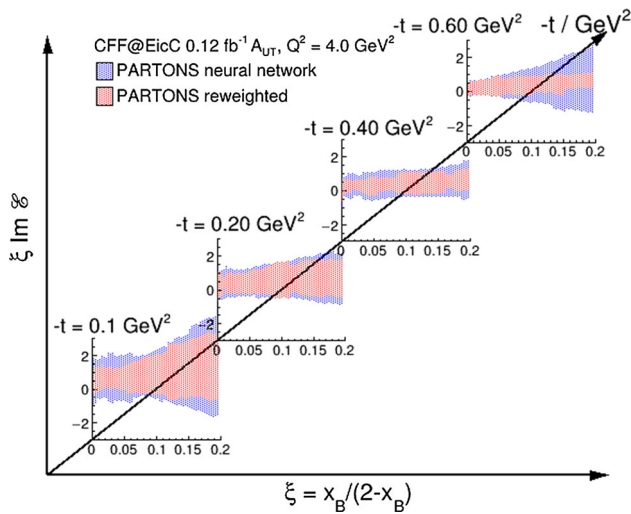 -t = 0.60 GeV²
-t / GeV²
CFF@EicC 0.12 fb⁻¹ A_UT, Q² = 4.0 GeV²
PARTONS neural network
PARTONS reweighted
2
0
-2
0 0.05 0.1 0.15 0.2
-t = 0.40 GeV²
2
0
-2
0 0.05 0.1 0.15 0.2
-t = 0.20 GeV²
2
0
-2
0 0.05 0.1 0.15 0.2
-t = 0.1 GeV²
2
0
-2
0 0.05 0.1 0.15 0.2
ξ Im ℰ
ξ = x_B/(2-x_B)